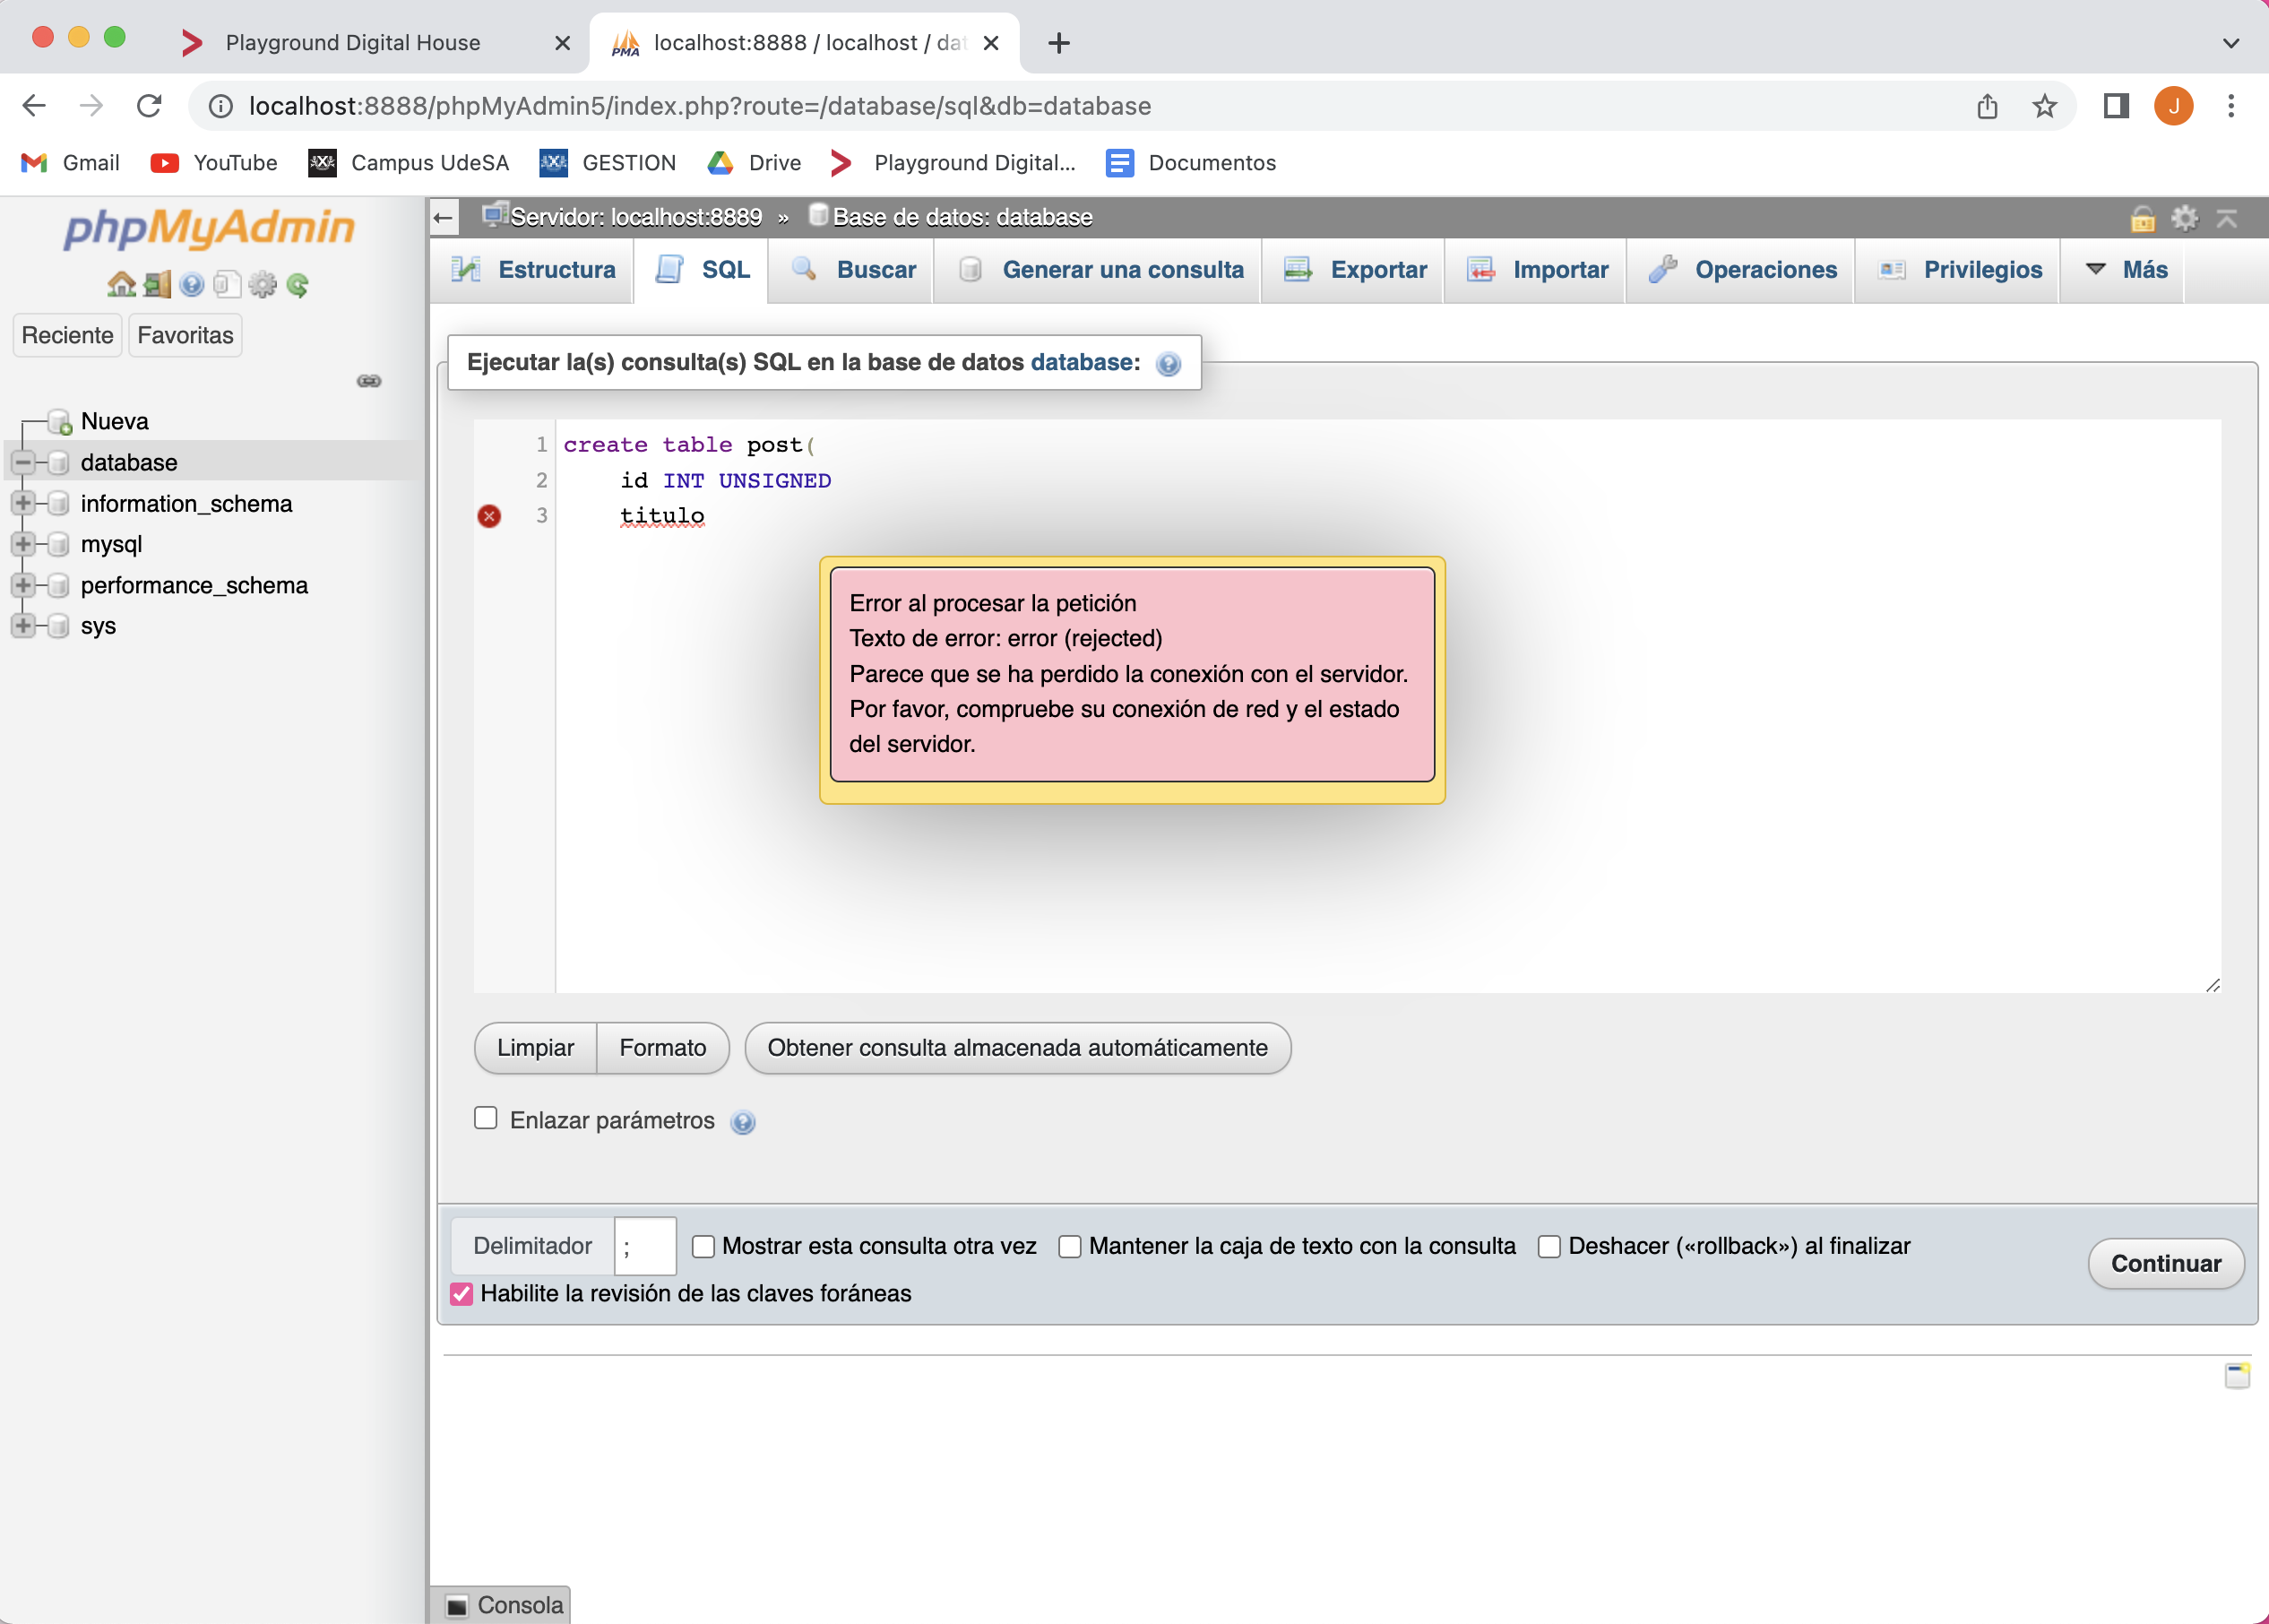 Playground Digital House
PMA
localhost:8888 / localhost / dat
localhost:8888/phpMyAdmin5/index.php?route=/database/sql&db=database
J
Gmail
YouTube
Campus UdeSA
GESTION
Drive
Playground Digital...
Documentos
phpMyAdmin
Reciente
Favoritas
Nueva
database
information_schema
mysql
performance_schema
sys
Servidor: localhost:8889 » Base de datos: database
Estructura
SQL
Buscar
Generar una consulta
Exportar
Importar
Operaciones
Privilegios
Más
Ejecutar la(s) consulta(s) SQL en la base de datos database:
1 create table post(
2 id INT UNSIGNED
3 titulo
Error al procesar la petición
Texto de error: error (rejected)
Parece que se ha perdido la conexión con el servidor.
Por favor, compruebe su conexión de red y el estado
del servidor.
Limpiar
Formato
Obtener consulta almacenada automáticamente
Enlazar parámetros
Delimitador ;
Mostrar esta consulta otra vez
Mantener la caja de texto con la consulta
Deshacer («rollback») al finalizar
Habilite la revisión de las claves foráneas
Continuar
Consola